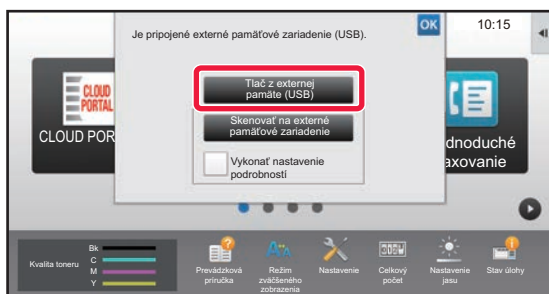 Je pripojené externé pamäťové zariadenie (USB).
OK
10:15
Tlač z externej
pamäte (USB)
Skenovať na externé
pamäťové zariadenie
Vykonať nastavenie
podrobností
CLOUD
PORTAL
CLOUD POR
dnoduché
axovanie
Kvalita toneru
Bk
C
M
Y
Prevádzková
príručka
Režim
zväčšeného
zobrazenia
Nastavenie
Celkový
počet
Nastavenie
jasu
Stav úlohy